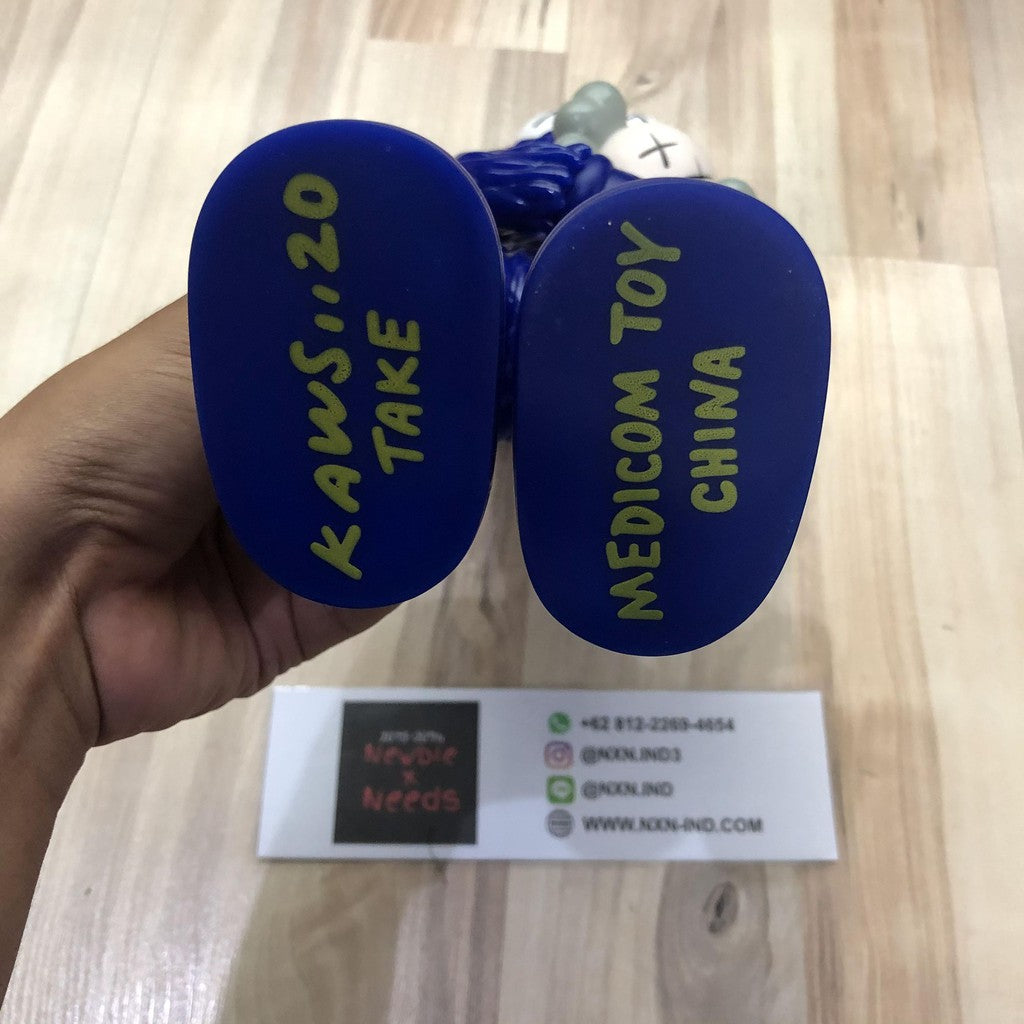 KAWS..20
TAKE
MEDICOM TOY
CHINA
Newbie
x
Needs
+62 812-2269-4654
@NXN.IND3
@NXN.IND
WWW.NXN-IND.COM